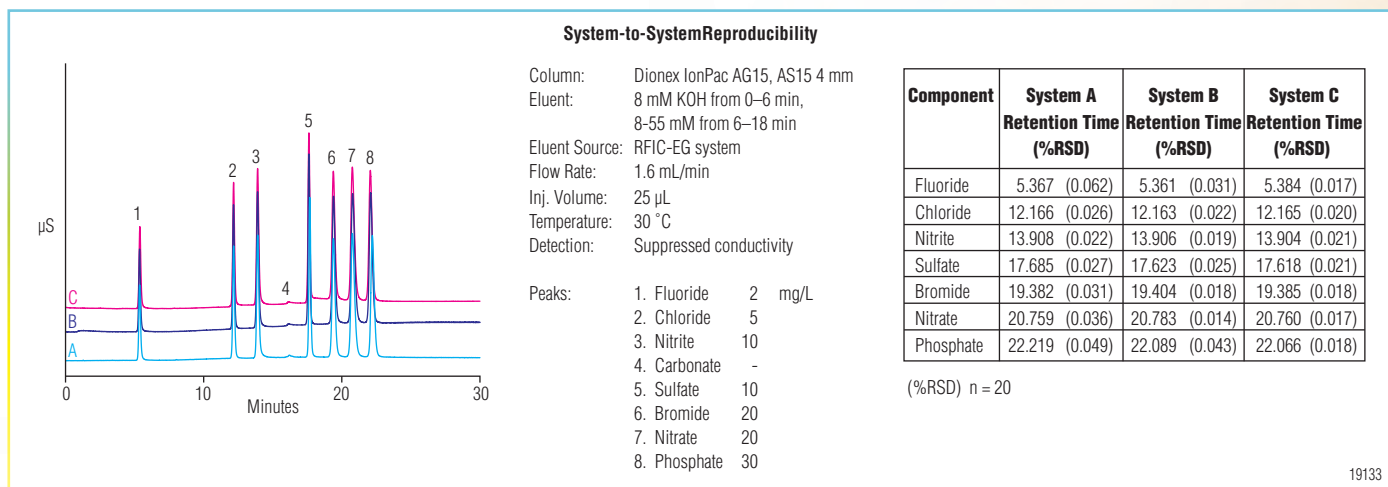 System-to-SystemReproducibility
5
3
2
6
7
8
1
4
µS
C
B
A
0
10
20
30
Minutes
Column: Dionex IonPac AG15, AS15 4 mm
Eluent: 8 mM KOH from 0–6 min,
8-55 mM from 6–18 min
Eluent Source: RFIC-EG system
Flow Rate: 1.6 mL/min
Inj. Volume: 25 µL
Temperature: 30 ˚C
Detection: Suppressed conductivity
Peaks: 1. Fluoride 2 mg/L
2. Chloride 5
3. Nitrite 10
4. Carbonate -
5. Sulfate 10
6. Bromide 20
7. Nitrate 20
8. Phosphate 30
Component System A System B System C
Retention Time Retention Time Retention Time
(%RSD) (%RSD) (%RSD)
Fluoride 5.367 (0.062) 5.361 (0.031) 5.384 (0.017)
Chloride 12.166 (0.026) 12.163 (0.022) 12.165 (0.020)
Nitrite 13.908 (0.022) 13.906 (0.019) 13.904 (0.021)
Sulfate 17.685 (0.027) 17.623 (0.025) 17.618 (0.021)
Bromide 19.382 (0.031) 19.404 (0.018) 19.385 (0.018)
Nitrate 20.759 (0.036) 20.783 (0.014) 20.760 (0.017)
Phosphate 22.219 (0.049) 22.089 (0.043) 22.066 (0.018)
(%RSD) n = 20
19133